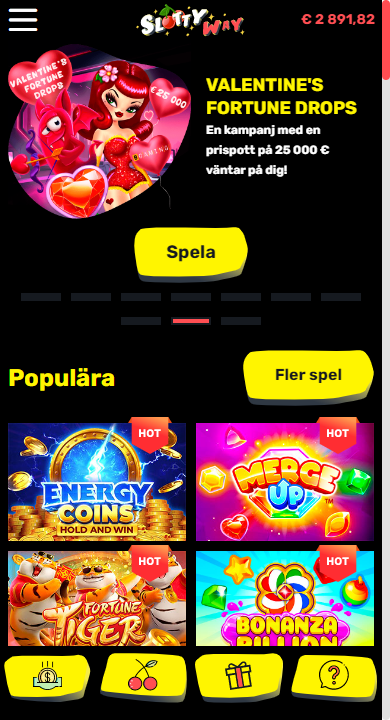 SLOTTY WAY
€ 2 891,82
VALENTINE'S
FORTUNE
DROPS
€25 000
VALENTINE'S
FORTUNE DROPS
En kampanj med en
prispott på 25 000 €
väntar på dig!
Spela
Populära
Fler spel
HOT
HOT
ENERGY
COINS
HOLD AND WIN
MERGE
UP™
HOT
HOT
FORTUNE
TIGER
BONANZA
BILLION